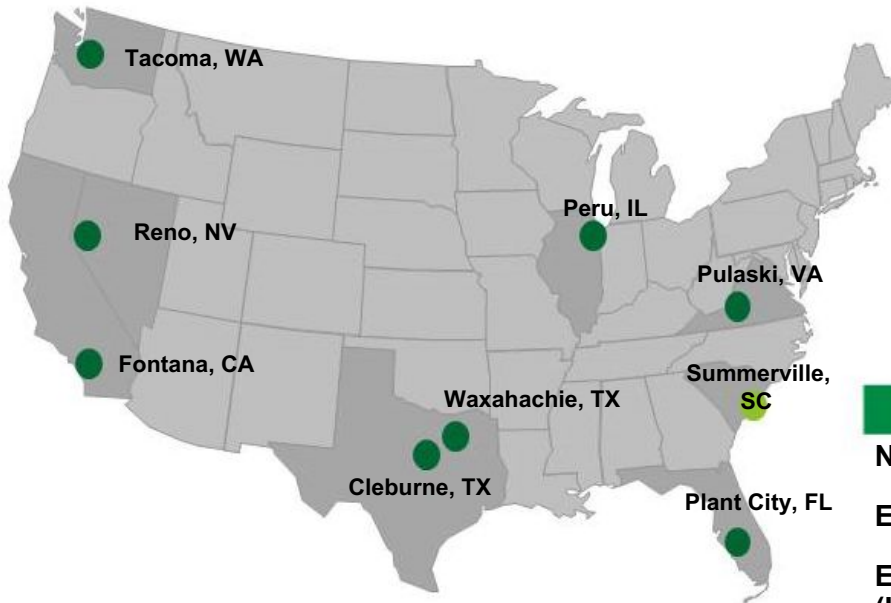 Tacoma, WA
Peru, IL
Reno, NV
Pulaski, VA
Fontana, CA
Summerville,
SC
Waxahachie, TX
Cleburne, TX
Plant City, FL
N
E
E